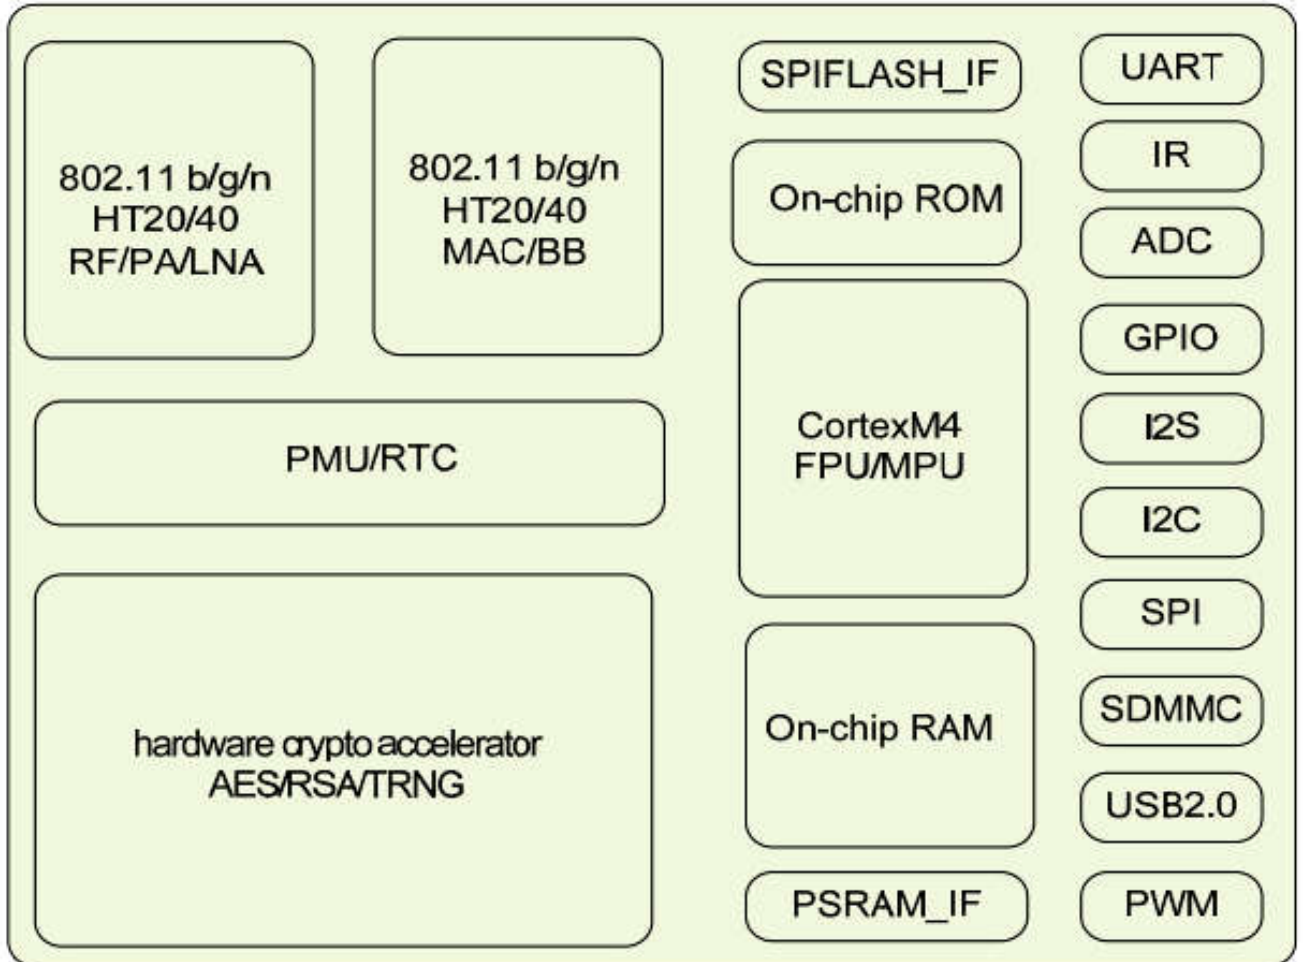 802.11 b/g/n
HT20/40
RF/PA/LNA
802.11 b/g/n
HT20/40
MAC/BB
PMU/RTC
hardware crypto accelerator
AES/RSA/TRNG
SPIFLASH_IF
On-chip ROM
CortexM4
FPU/MPU
On-chip RAM
PSRAM_IF
UART
IR
ADC
GPIO
I2S
I2C
SPI
SDMMC
USB2.0
PWM